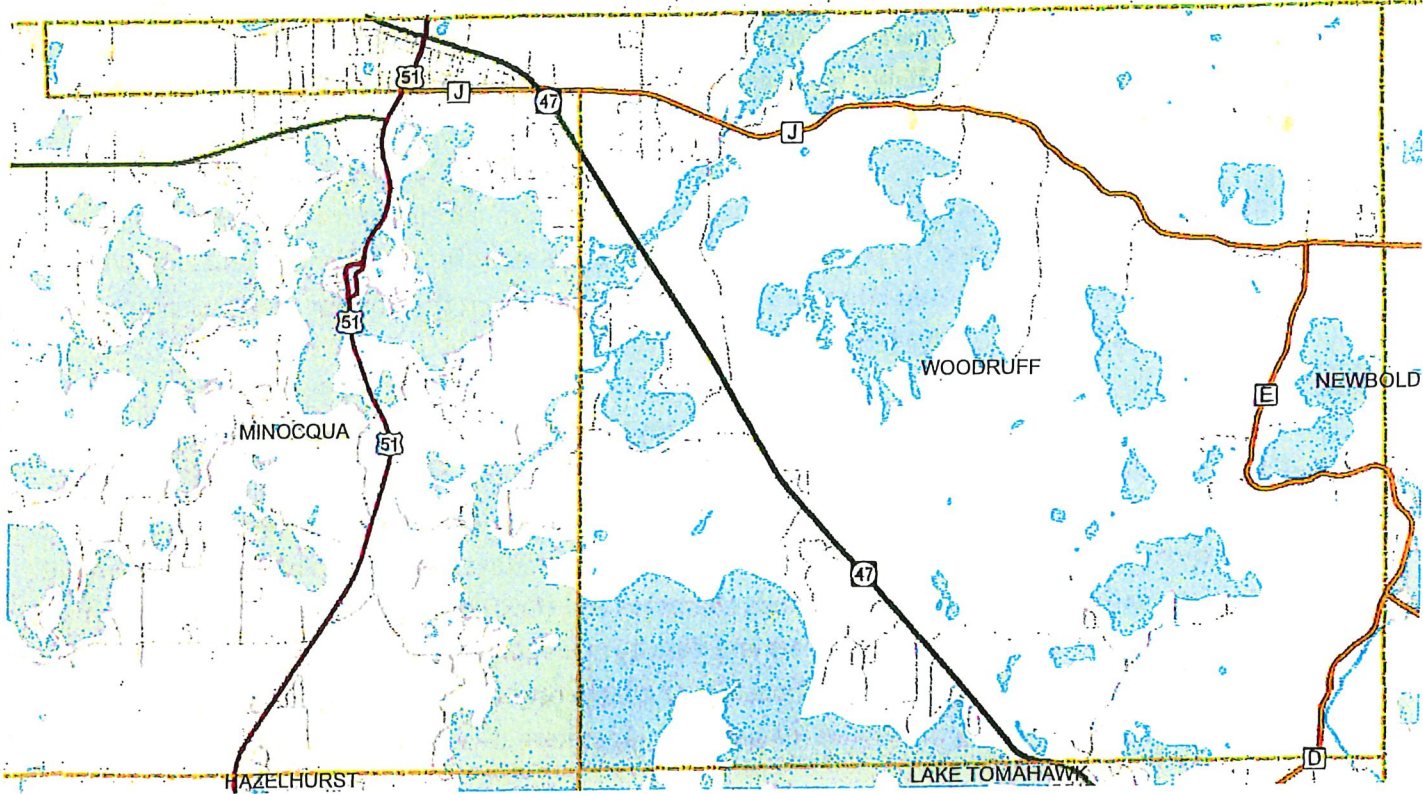 51
J
47
J
51
WOODRUFF
NEWBOLD
E
MINOCQUA
51
47
D
HAZELHURST
LAKE TOMAHAWK